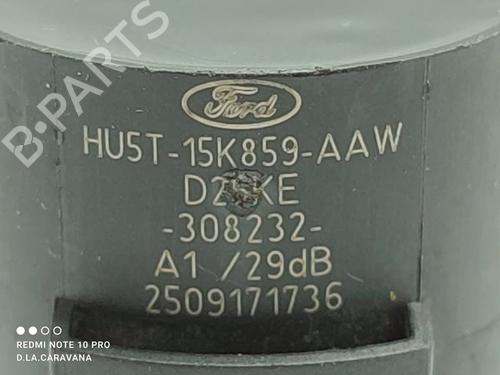 B-PARTS
Ford
HU5T-15K859-AAW
-308232-
A1 /29dB
2509171736
REDMI NOTE 10 PRO
D.LA.CARAVANA